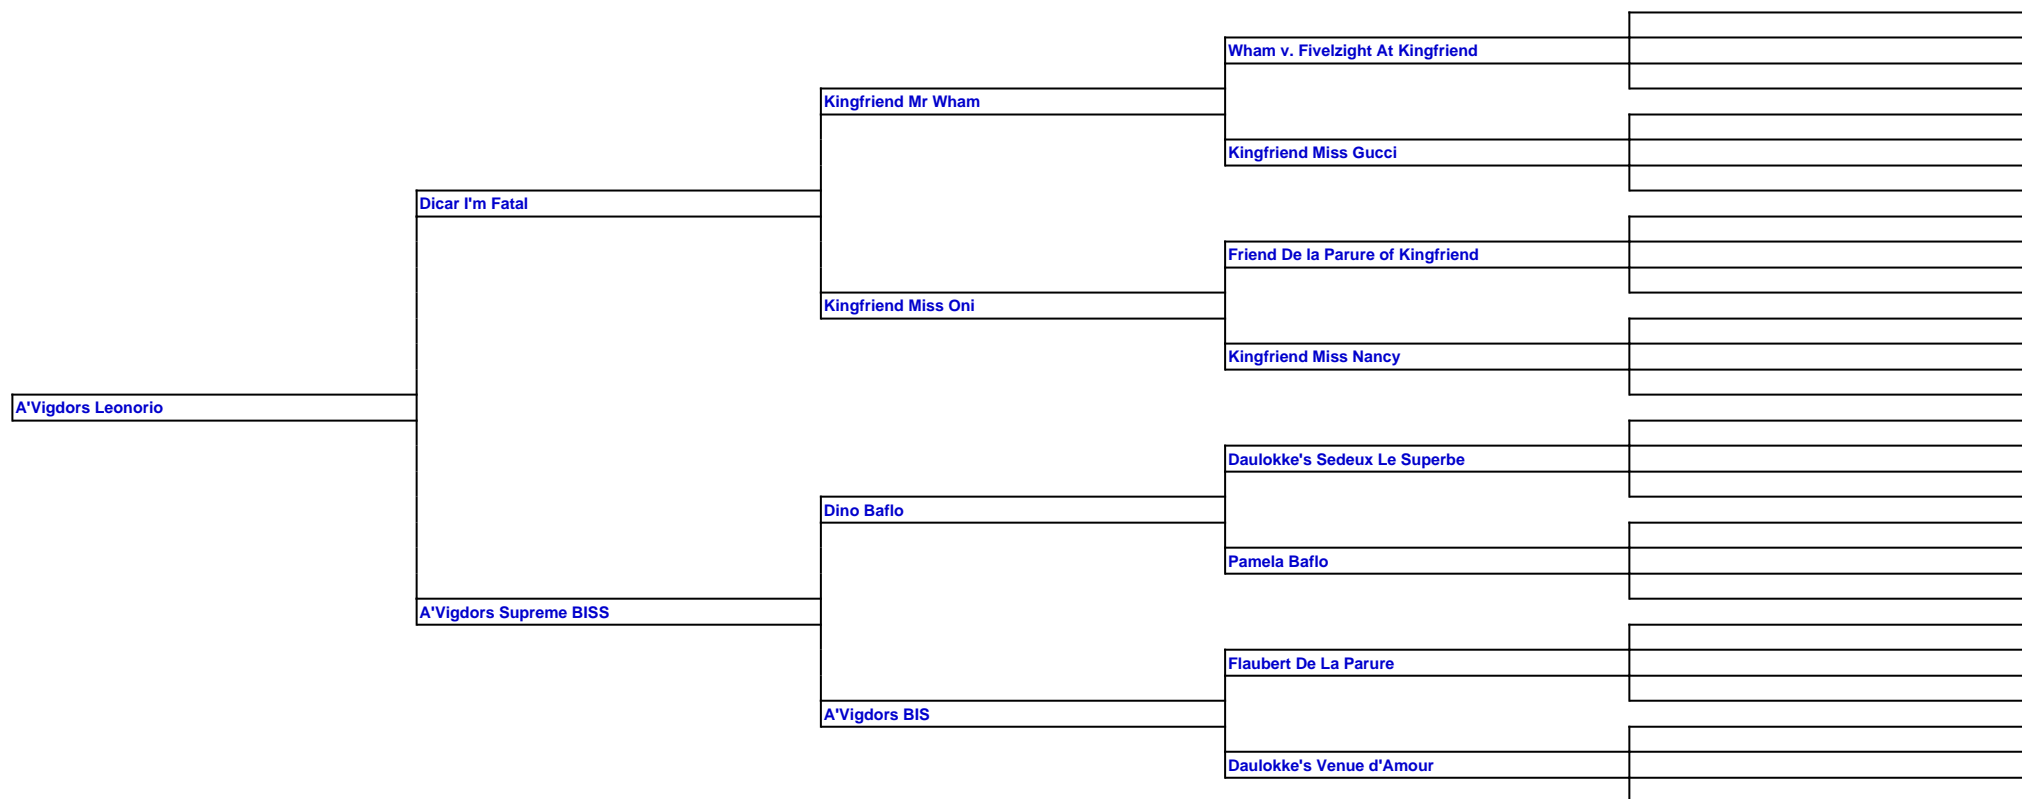 Wham v. Fivelzight At Kingfriend
Kingfriend Mr Wham
Kingfriend Miss Gucci
Dicar I'm Fatal
Friend De la Parure of Kingfriend
Kingfriend Miss Oni
Kingfriend Miss Nancy
A'Vigdors Leonorio
Daulokke's Sedeux Le Superbe
Dino Baflo
Pamela Baflo
A'Vigdors Supreme BISS
Flaubert De La Parure
A'Vigdors BIS
Daulokke's Venue d'Amour